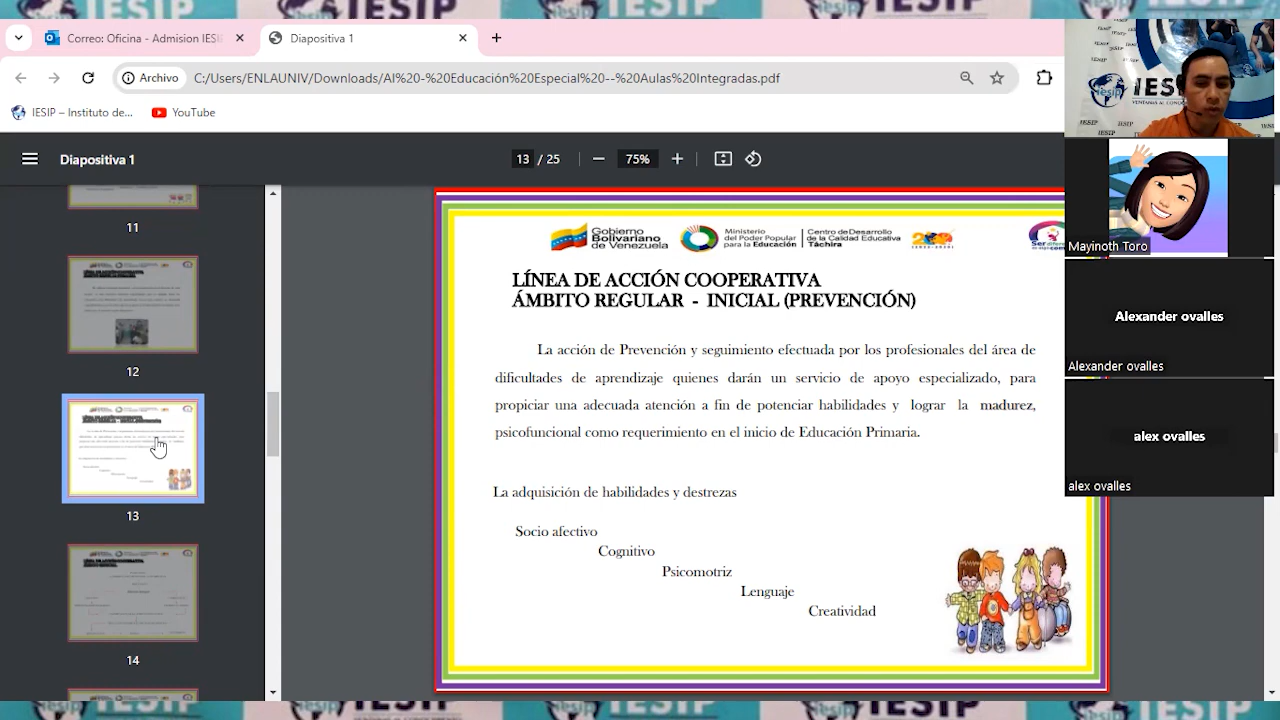 Correo: Oficina - Admision IESI
Diapositiva 1
Archivo
C:/Users/ENLAUNIV/Downloads/AI%20-%20Educación%20Especial%20--%20Aulas%20Integradas.pdf
IESIP – Instituto de...
YouTube
Diapositiva 1
13 / 25
75%
11
12
13
14
Gobierno
Bolivariano
de Venezuela
Ministerio
del Poder Popular
para la Educación
Centro de Desarrollo
de la Calidad Educativa
Táchira
200
LÍNEA DE ACCIÓN COOPERATIVA
ÁMBITO REGULAR - INICIAL (PREVENCIÓN)
La acción de Prevención y seguimiento efectuada por los profesionales del área de
dificultades de aprendizaje quienes darán un servicio de apoyo especializado, para
propiciar una adecuada atención a fin de potenciar habilidades y lograr la madurez,
psicofuncional como requerimiento en el inicio de Educación Primaria.
La adquisición de habilidades y destrezas
Socio afectivo
Cognitivo
Psicomotriz
Lenguaje
Creatividad
Iesip
IESIP
Mayinoth Toro
Alexander ovalles
Alexander ovalles
alex ovalles
alex ovalles